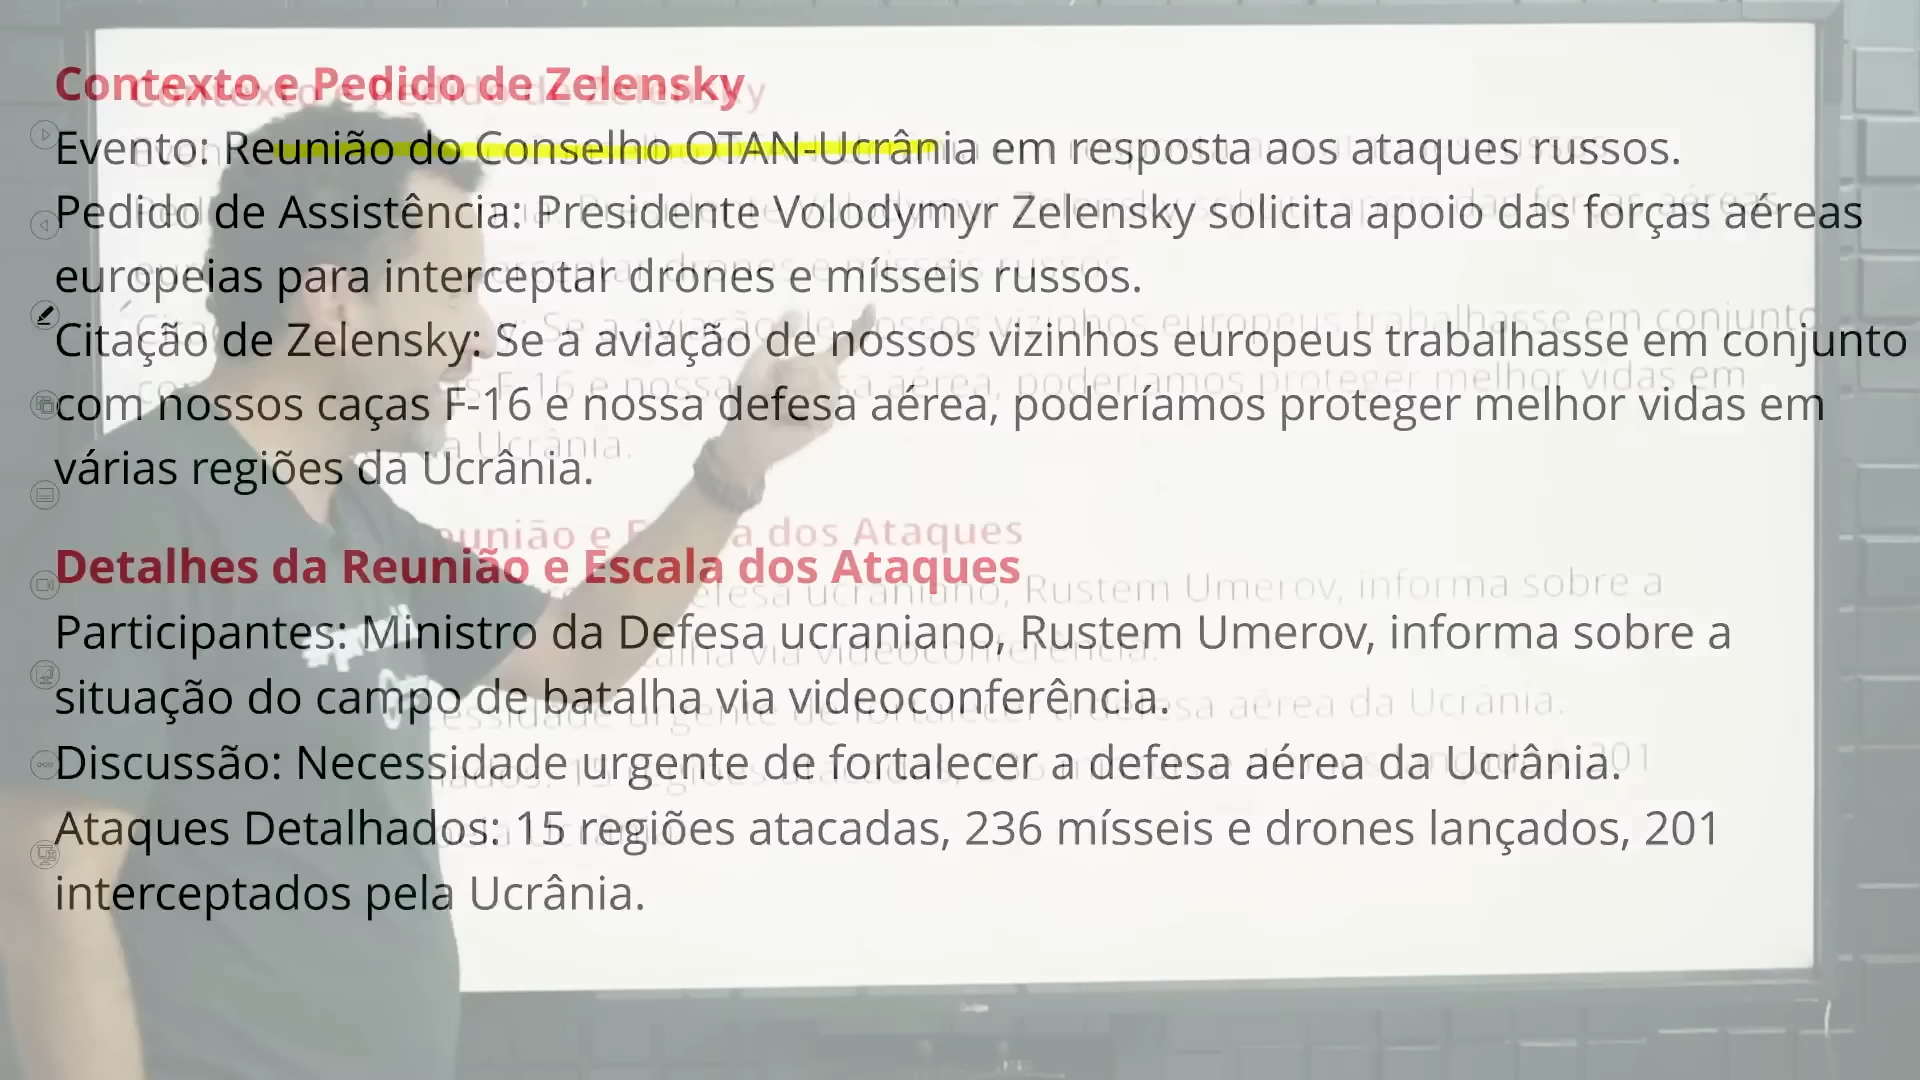 Contexto e Pedido de Zelensky
Evento: Reunião do Conselho OTAN-Ucrânia em resposta aos ataques russos.
Pedido de Assistência: Presidente Volodymyr Zelensky solicita apoio das forças aéreas
europeias para interceptar drones e mísseis russos.
Citação de Zelensky: Se a aviação de nossos vizinhos europeus trabalhasse em conjunto
com nossos caças F-16 e nossa defesa aérea, poderíamos proteger melhor vidas em
várias regiões da Ucrânia.
Detalhes da Reunião e Escala dos Ataques
Participantes: Ministro da Defesa ucraniano, Rustem Umerov, informa sobre a
situação do campo de batalha via videoconferência.
Discussão: Necessidade urgente de fortalecer a defesa aérea da Ucrânia.
Ataques Detalhados: 15 regiões atacadas, 236 mísseis e drones lançados, 201
interceptados pela Ucrânia.